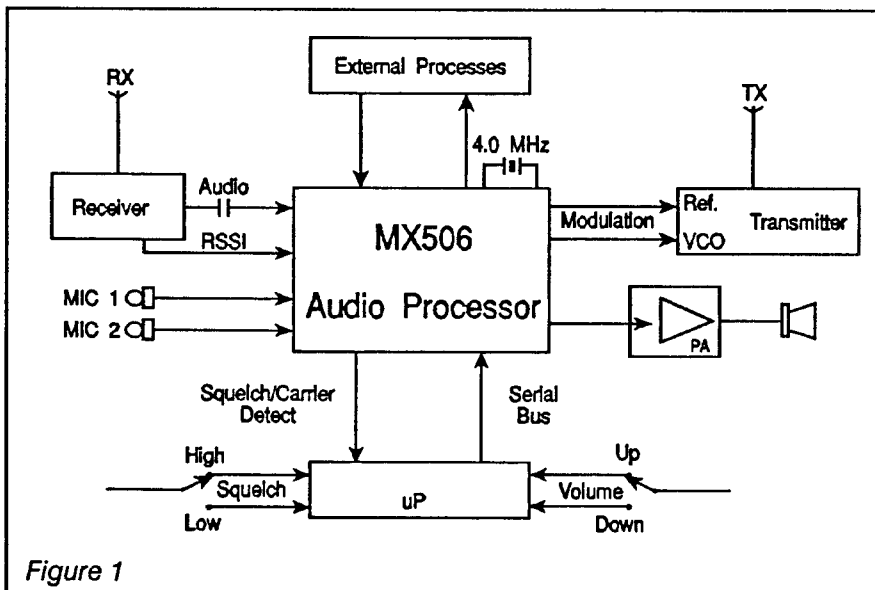 External Processes
RX
TX
4.0 MHz
Audio
Receiver
RSSI
MX506
Audio Processor
Modulation
Ref.
VCO
Transmitter
MIC 1
MIC 2
PA
Squelch/Carrier
Detect
Serial
Bus
High
Squelch
Low
uP
Up
Volume
Down
Figure 1